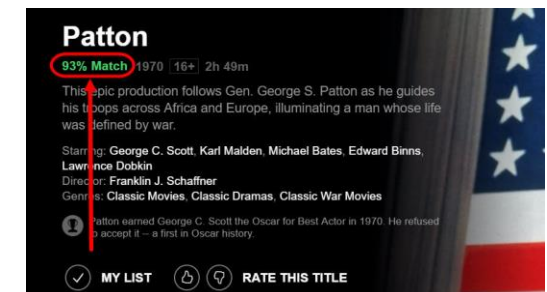 Patton
93% Match 1970 16+ 2h 49m
This epic production follows Gen. George S. Patton as he guides
his troops across Africa and Europe, illuminating a man whose life
was defined by war.
Starring: George C. Scott, Karl Malden, Michael Bates, Edward Binns,
Lawrence Dobkin
Director: Franklin J. Schaffner
Genres: Classic Movies, Classic Dramas, Classic War Movies
Patton earned George C. Scott the Oscar for Best Actor in 1970. He refused
to accept it -- a first in Oscar history.
MY LIST RATE THIS TITLE